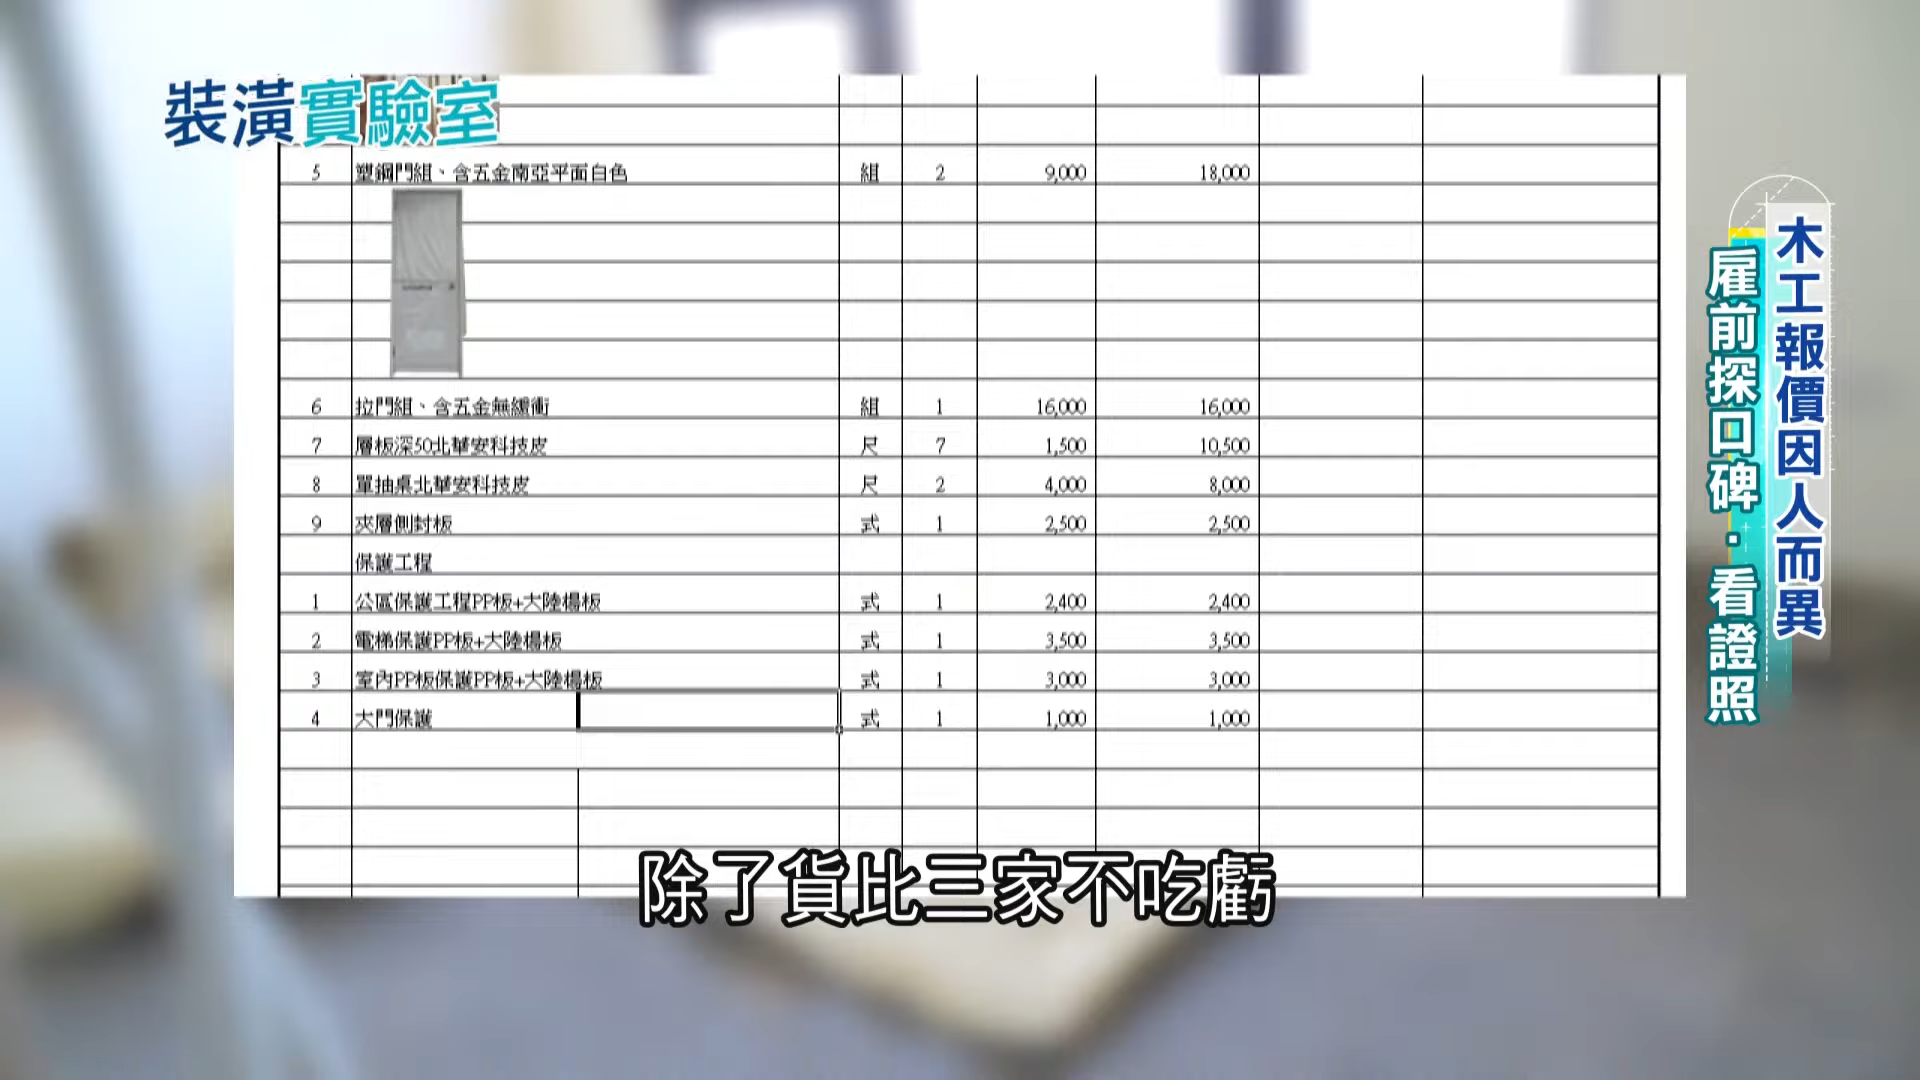 裝潢實驗室
5 塑鋼門組、含五金南亞平面白色 組 2 9,000 18,000
6 拉門組、含五金無緩衝 組 1 16,000 16,000
7 層板深50北華安科技皮 尺 7 1,500 10,500
8 單抽桌北華安科技皮 尺 2 4,000 8,000
9 夾層側封板 式 1 2,500 2,500
保護工程
1 公區保護工程PP板+大陸楊板 式 1 2,400 2,400
2 電梯保護PP板+大陸楊板 式 1 3,500 3,500
3 室內PP板保護PP板+大陸楊板 式 1 3,000 3,000
4 大門保護 式 1 1,000 1,000
木工報價因人而異
雇前探口碑·看證照
除了貨比三家不吃虧